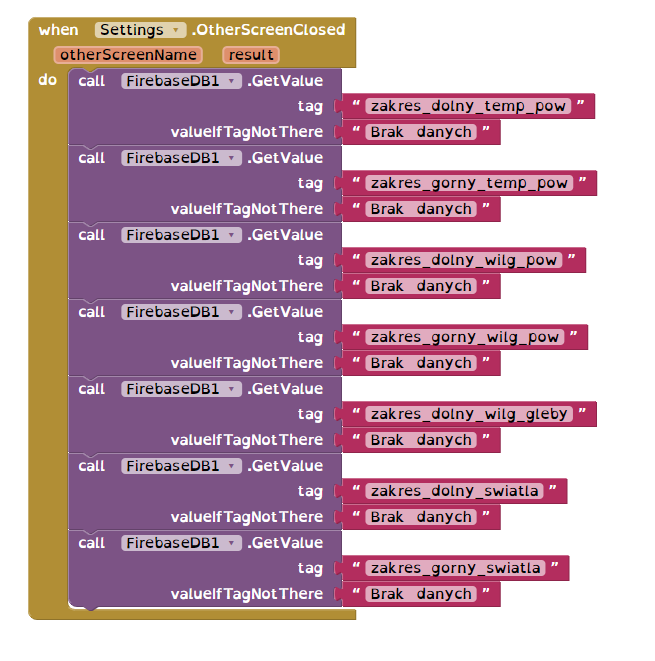 when Settings .OtherScreenClosed
otherScreenName result
do call FirebaseDB1 .GetValue
tag “ zakres_dolny_temp_pow ”
valueIfTagNotThere “ Brak danych ”
call FirebaseDB1 .GetValue
tag “ zakres_gorny_temp_pow ”
valueIfTagNotThere “ Brak danych ”
call FirebaseDB1 .GetValue
tag “ zakres_dolny_wilg_pow ”
valueIfTagNotThere “ Brak danych ”
call FirebaseDB1 .GetValue
tag “ zakres_gorny_wilg_pow ”
valueIfTagNotThere “ Brak danych ”
call FirebaseDB1 .GetValue
tag “ zakres_dolny_wilg_gleby ”
valueIfTagNotThere “ Brak danych ”
call FirebaseDB1 .GetValue
tag “ zakres_dolny_swiatla ”
valueIfTagNotThere “ Brak danych ”
call FirebaseDB1 .GetValue
tag “ zakres_gorny_swiatla ”
valueIfTagNotThere “ Brak danych ”